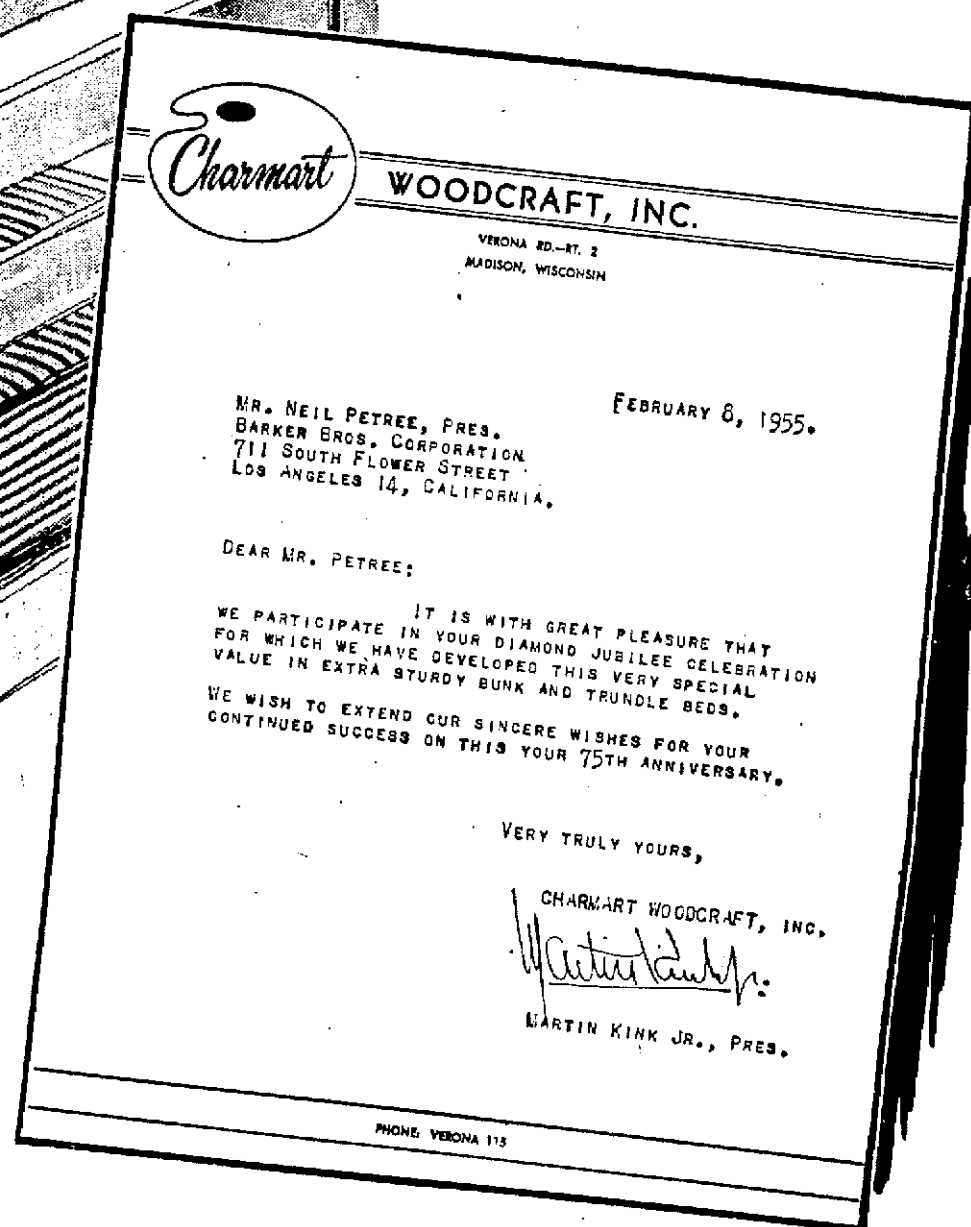 Charmart WOODCRAFT, INC.
VERONA RD.—RT. 2
MADISON, WISCONSIN
FEBRUARY 8, 1955.
MR. NEIL PETREE, PRES.
BARKER BROS. CORPORATION
711 SOUTH FLOWER STREET
LOS ANGELES 14, CALIFORNIA.
DEAR MR. PETREE:
IT IS WITH GREAT PLEASURE THAT
WE PARTICIPATE IN YOUR DIAMOND JUBILEE CELEBRATION
FOR WHICH WE HAVE DEVELOPED THIS VERY SPECIAL
VALUE IN EXTRA STURDY BUNK AND TRUNDLE BEDS.
WE WISH TO EXTEND OUR SINCERE WISHES FOR YOUR
CONTINUED SUCCESS ON THIS YOUR 75TH ANNIVERSARY.
VERY TRULY YOURS,
CHARMART WOODCRAFT, INC.
Martin Kink Jr.
MARTIN KINK JR., PRES.
PHONE: VERONA 115